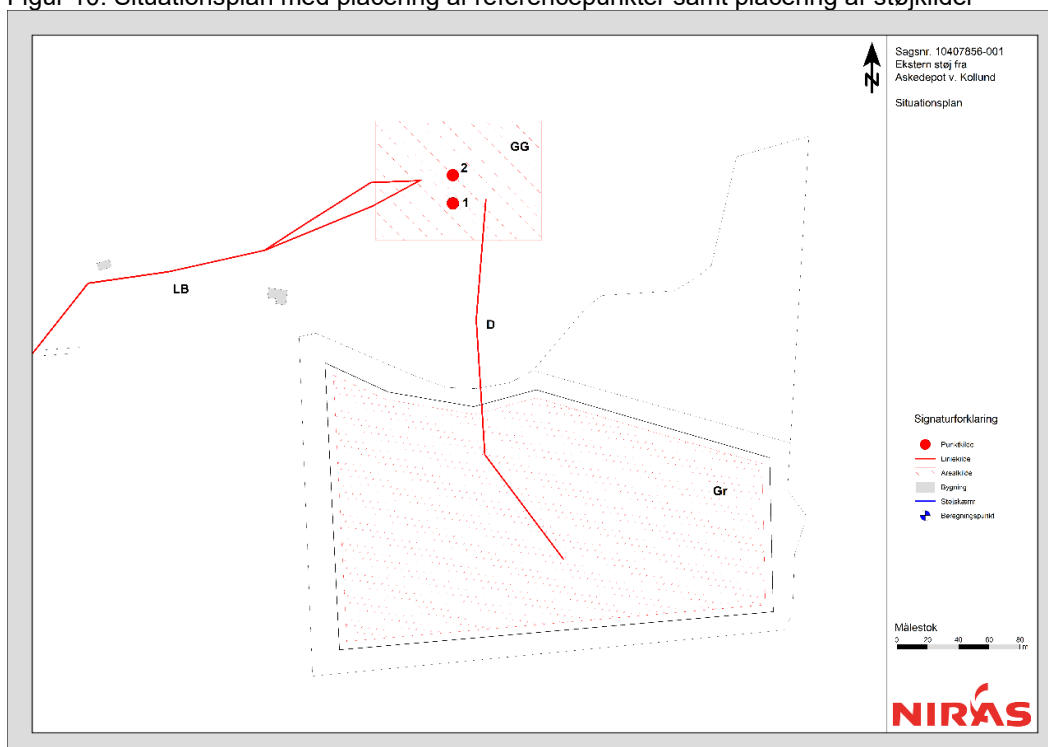 Figur 10. Situationsplan med placering af referencepunkter samt placering af støjkilder
Sagsnr. 10407856-001
Ekstern støj fra
Askedepot v. Kollund
Situationsplan
N
GG
2
1
LB
D
Gr
Signaturforklaring
Punktkilde
Liniekilde
Arealkilde
Bygning
Støjskærm
Beregningspunkt
Målestok
0 20 40 60 80
m
NIRAS